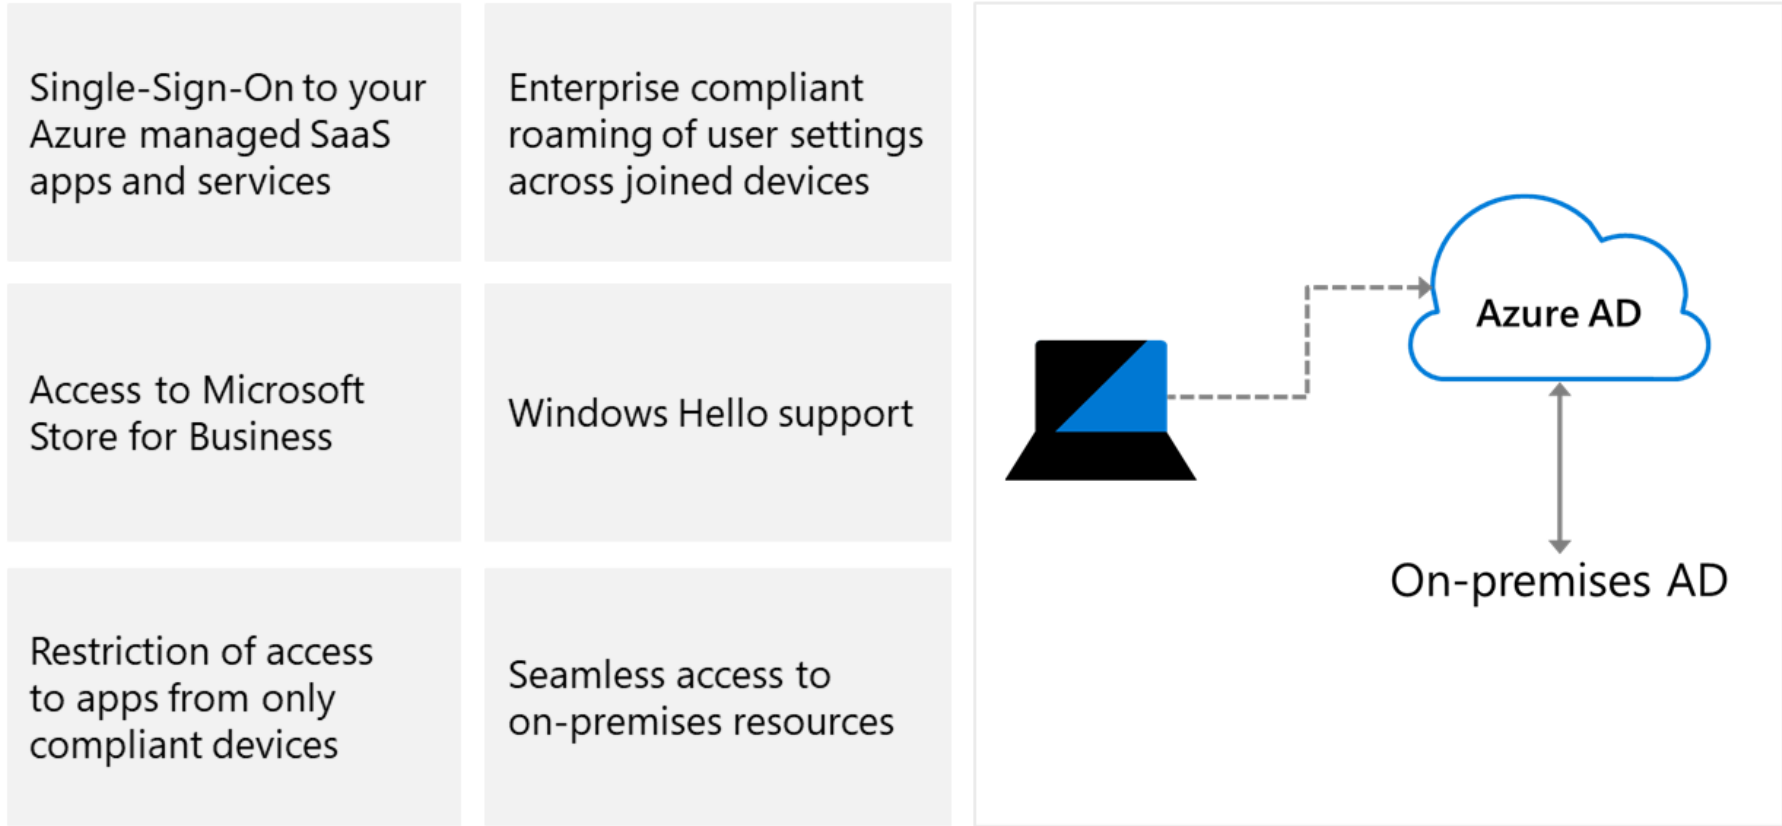 Single-Sign-On to your
Azure managed SaaS
apps and services
Enterprise compliant
roaming of user settings
across joined devices
Access to Microsoft
Store for Business
Windows Hello support
Restriction of access
to apps from only
compliant devices
Seamless access to
on-premises resources
Azure AD
On-premises AD